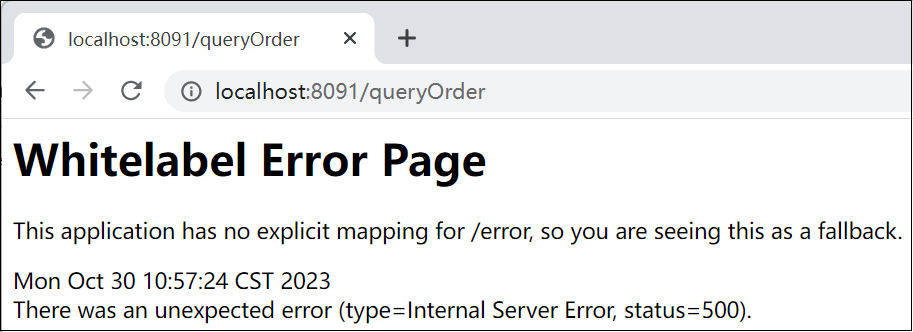 localhost:8091/queryOrder
localhost:8091/queryOrder
Whitelabel Error Page
This application has no explicit mapping for /error, so you are seeing this as a fallback.
Mon Oct 30 10:57:24 CST 2023
There was an unexpected error (type=Internal Server Error, status=500).